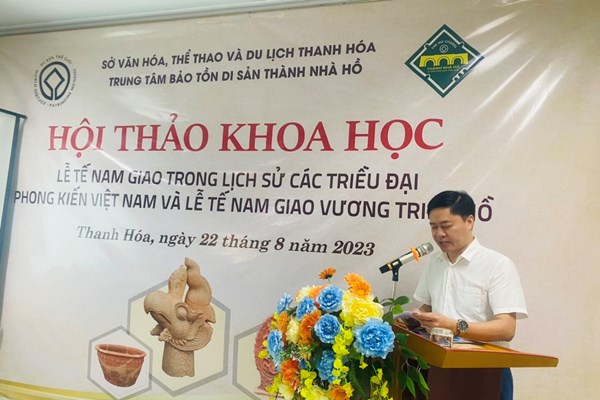 SỞ VĂN HÓA, THỂ THAO VÀ DU LỊCH THANH HÓA
TRUNG TÂM BẢO TỒN DI SẢN THÀNH NHÀ HỒ
HỘI THẢO KHOA HỌC
LỄ TẾ NAM GIAO TRONG LỊCH SỬ CÁC TRIỀU ĐẠI
PHONG KIẾN VIỆT NAM VÀ LỄ TẾ NAM GIAO VƯƠNG TRI Ồ
Thanh Hóa, ngày 22 tháng 8 năm 2023